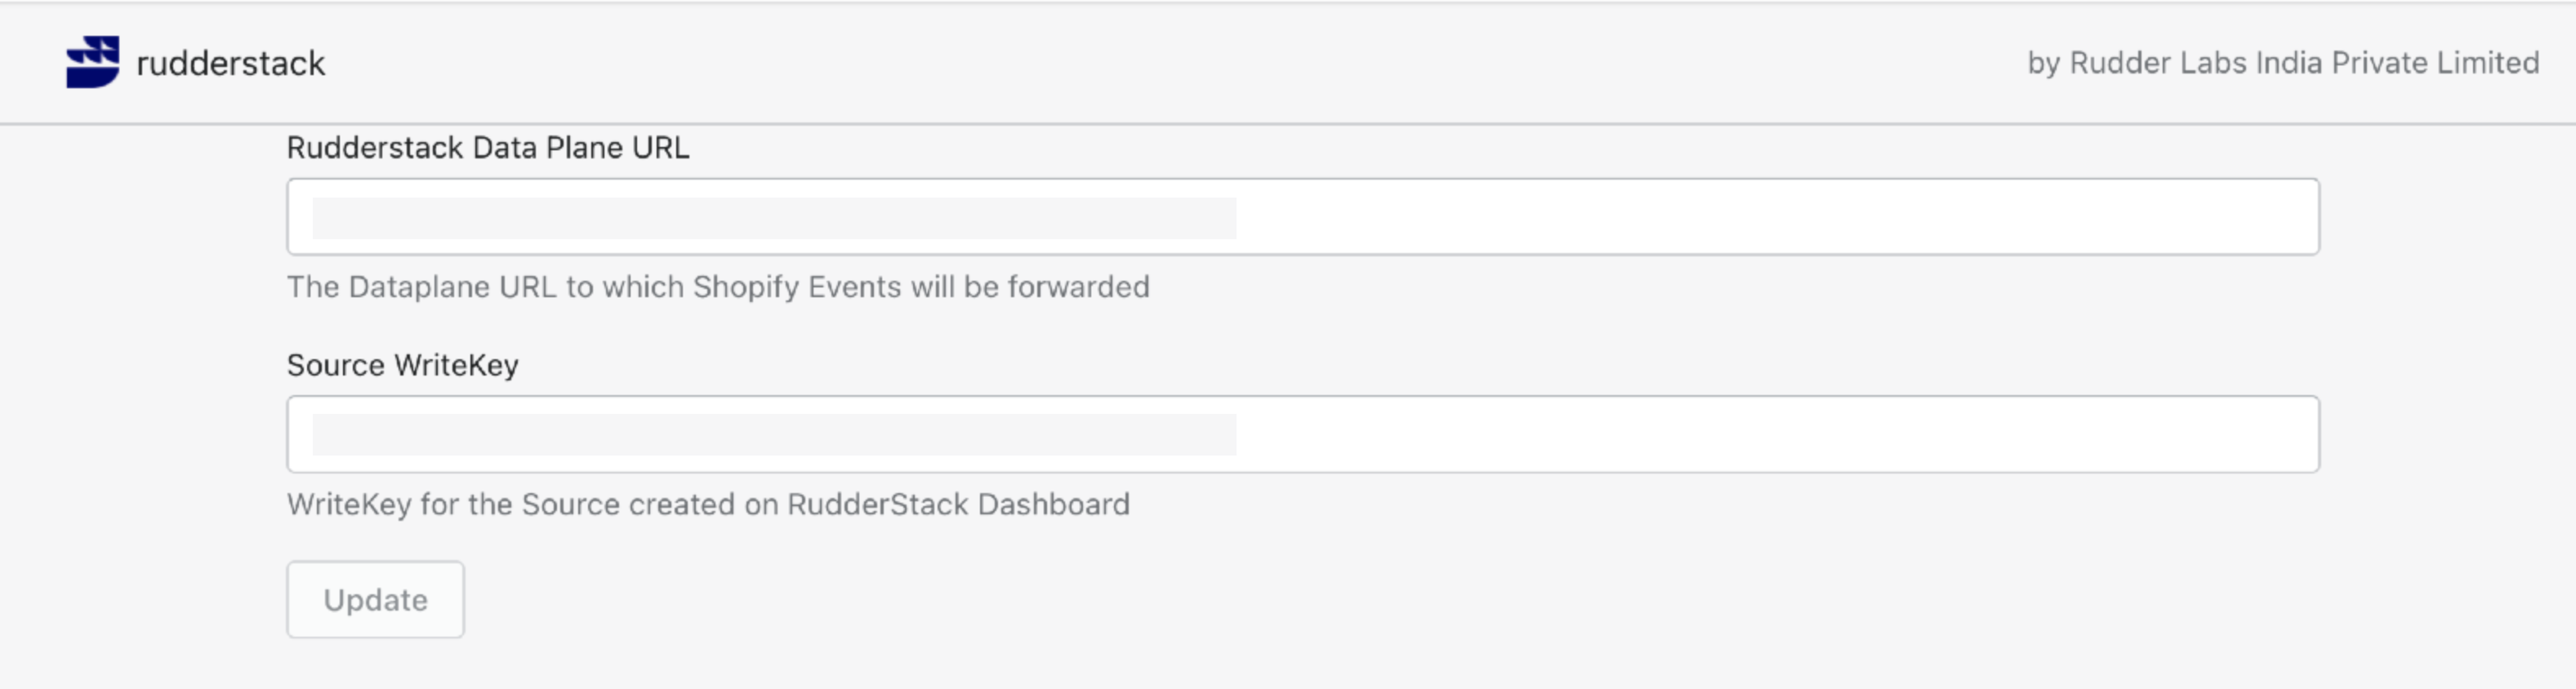 rudderstack
by Rudder Labs India Private Limited
Rudderstack Data Plane URL
The Dataplane URL to which Shopify Events will be forwarded
Source WriteKey
WriteKey for the Source created on RudderStack Dashboard
Update